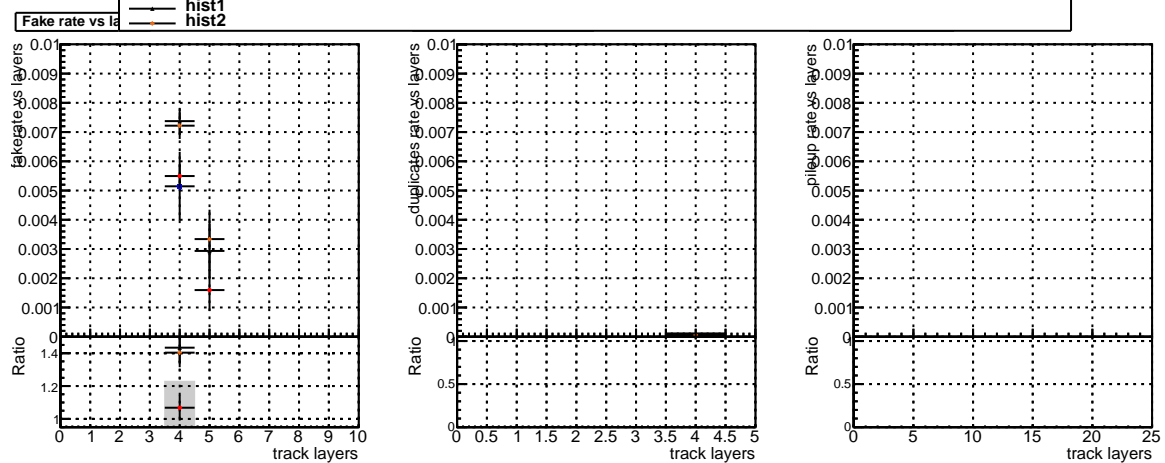 hist1
hist2
Fake rate vs la
fakerate vs layers
0.01
0.009
0.008
0.007
0.006
0.005
0.004
0.003
0.002
0.001
0
Ratio
1.4
1.2
1
0 1 2 3 4 5 6 7 8 9 10
track layers
duplicates rate vs layers
0.01
0.009
0.008
0.007
0.006
0.005
0.004
0.003
0.002
0.001
0
Ratio
1
0.5
0
0 0.5 1 1.5 2 2.5 3 3.5 4 4.5 5
track layers
pileup rate vs layers
0.01
0.009
0.008
0.007
0.006
0.005
0.004
0.003
0.002
0.001
0
Ratio
1
0.5
0
0 5 10 15 20 25
track layers